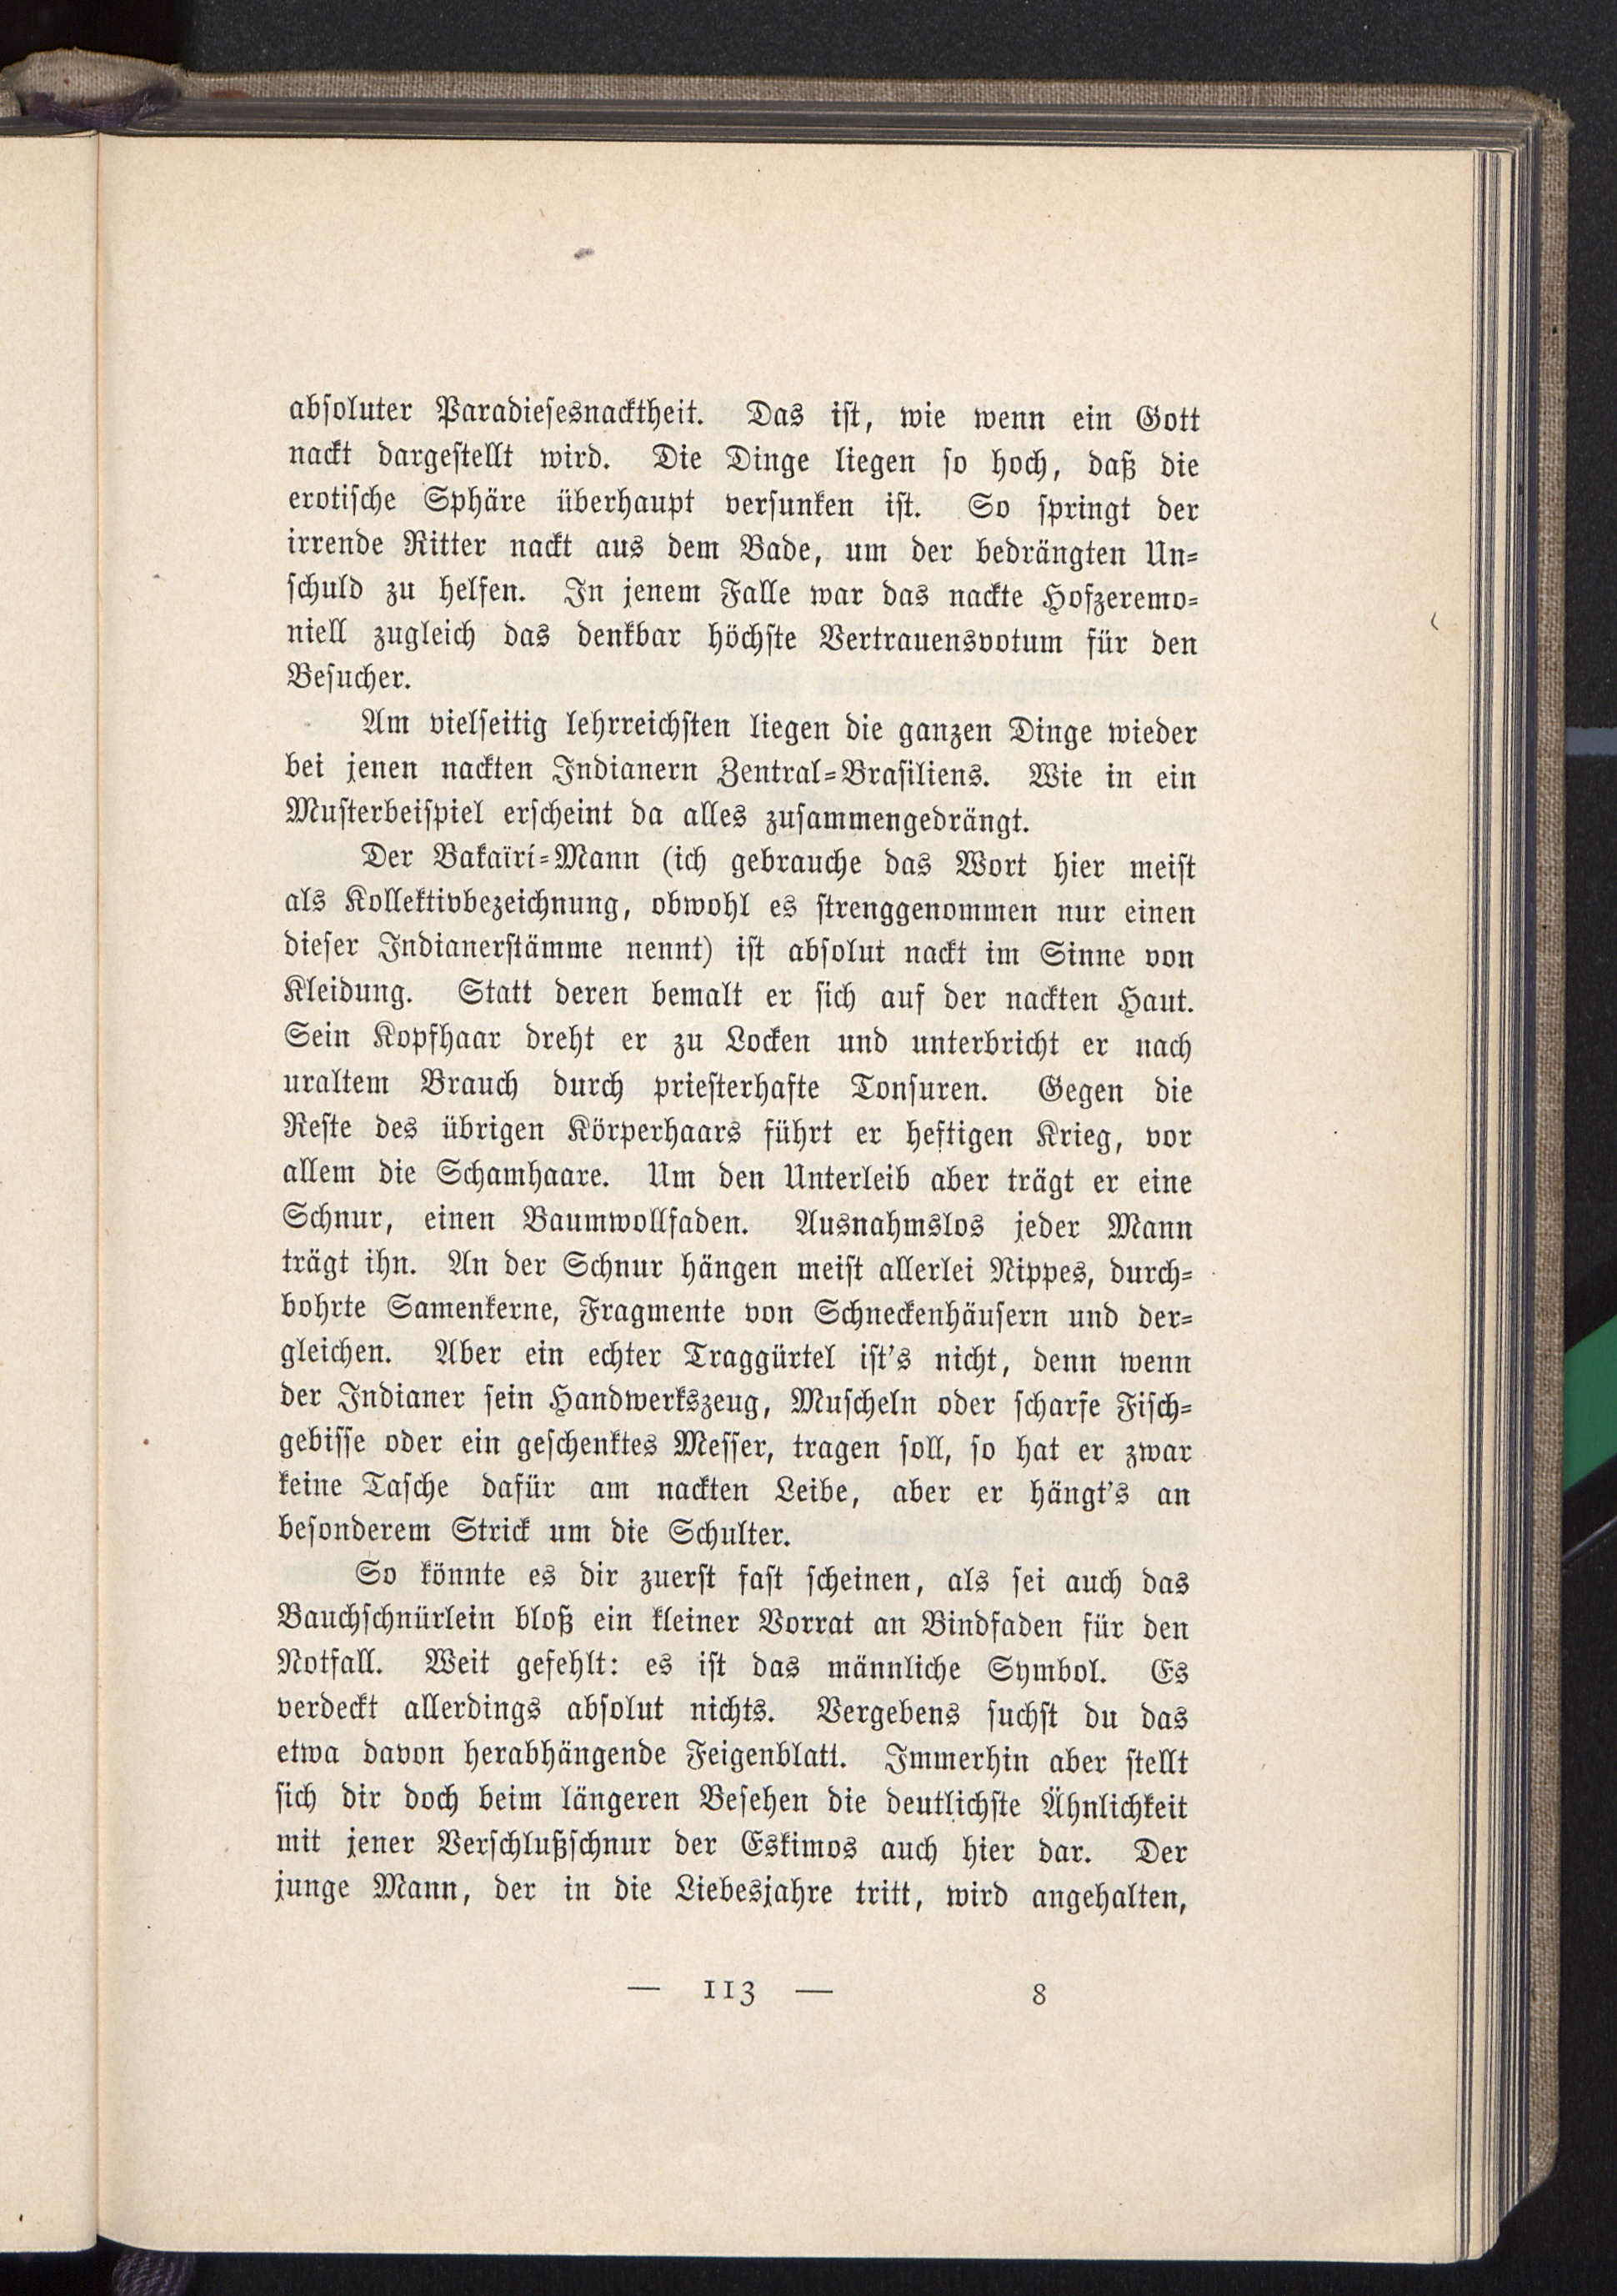 absoluter Paradiesesnacktheit. Das ist, wie wenn ein Gott
nackt dargestellt wird. Die Dinge liegen so hoch, daß die
erotische Sphäre überhaupt versunken ist. So springt der
irrende Ritter nackt aus dem Bade, um der bedrängten Un-
schuld zu helfen. In jenem Falle war das nackte Hofzeremo-
niell zugleich das denkbar höchste Vertrauensvotum für den
Besucher.
Am vielseitig lehrreichsten liegen die ganzen Dinge wieder
bei jenen nackten Indianern Zentral-Brasiliens. Wie in ein
Musterbeispiel erscheint da alles zusammengedrängt.
Der Bakaïrí-Mann (ich gebrauche das Wort hier meist
als Kollektivbezeichnung, obwohl es strenggenommen nur einen
dieser Indianerstämme nennt) ist absolut nackt im Sinne von
Kleidung. Statt deren bemalt er sich auf der nackten Haut.
Sein Kopfhaar dreht er zu Locken und unterbricht er nach
uraltem Brauch durch priesterhafte Tonsuren. Gegen die
Reste des übrigen Körperhaars führt er heftigen Krieg, vor
allem die Schamhaare. Um den Unterleib aber trägt er eine
Schnur, einen Baumwollfaden. Ausnahmslos jeder Mann
trägt ihn. An der Schnur hängen meist allerlei Nippes, durch-
bohrte Samenkerne, Fragmente von Schneckenhäusern und der-
gleichen. Aber ein echter Traggürtel ist's nicht, denn wenn
der Indianer sein Handwerkszeug, Muscheln oder scharfe Fisch-
gebisse oder ein geschenktes Messer, tragen soll, so hat er zwar
keine Tasche dafür am nackten Leibe, aber er hängt's an
besonderem Strick um die Schulter.
So könnte es dir zuerst fast scheinen, als sei auch das
Bauchschnürlein bloß ein kleiner Vorrat an Bindfaden für den
Notfall. Weit gefehlt: es ist das männliche Symbol. Es
verdeckt allerdings absolut nichts. Vergebens suchst du das
etwa davon herabhängende Feigenblatt. Immerhin aber stellt
sich dir doch beim längeren Besehen die deutlichste Ähnlichkeit
mit jener Verschlußschnur der Eskimos auch hier dar. Der
junge Mann, der in die Liebesjahre tritt, wird angehalten,
— 113 — 8